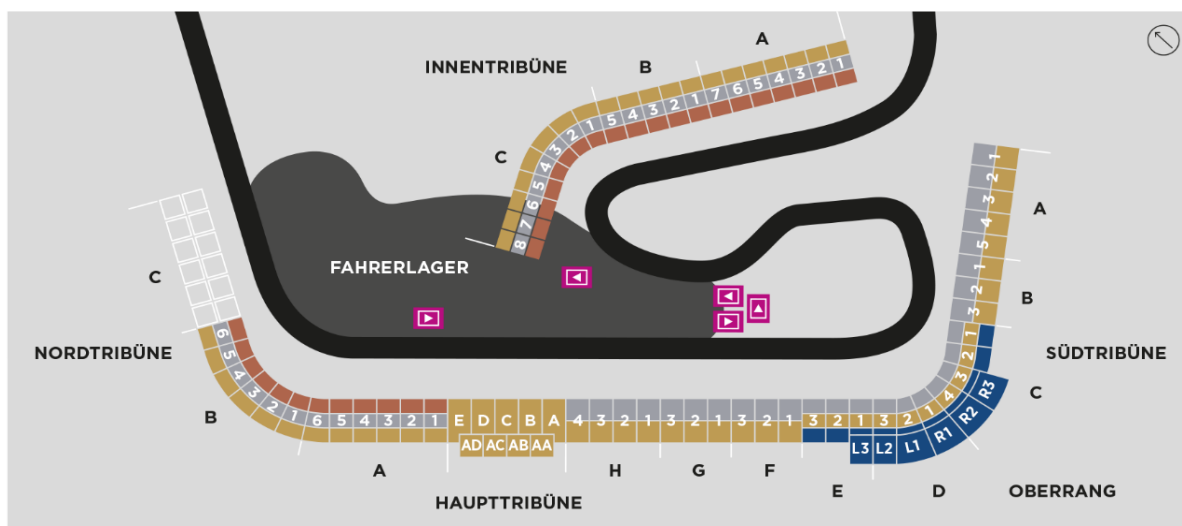 A
B
INNENTRIBÜNE
7 6 5 4 3 2 1
5 4 3 2 1
C
1
2
3
4
5
6
7
8
1
2
3
4
5
A
1
2
3
B
FAHRERLAGER
C
NORDTRIBÜNE
6
5
4
3
2
1
B
6 5 4 3 2 1
A
E D C B A
AD AC AB AA
HAUPTTRIBÜNE
4 3 2 1
H
3 2 1
G
3 2 1
F
3 2 1
E
L3 L2 L1 R1 R2 R3
3 2 1
D
OBERRANG
1
2
3
4
C
SÜDTRIBÜNE